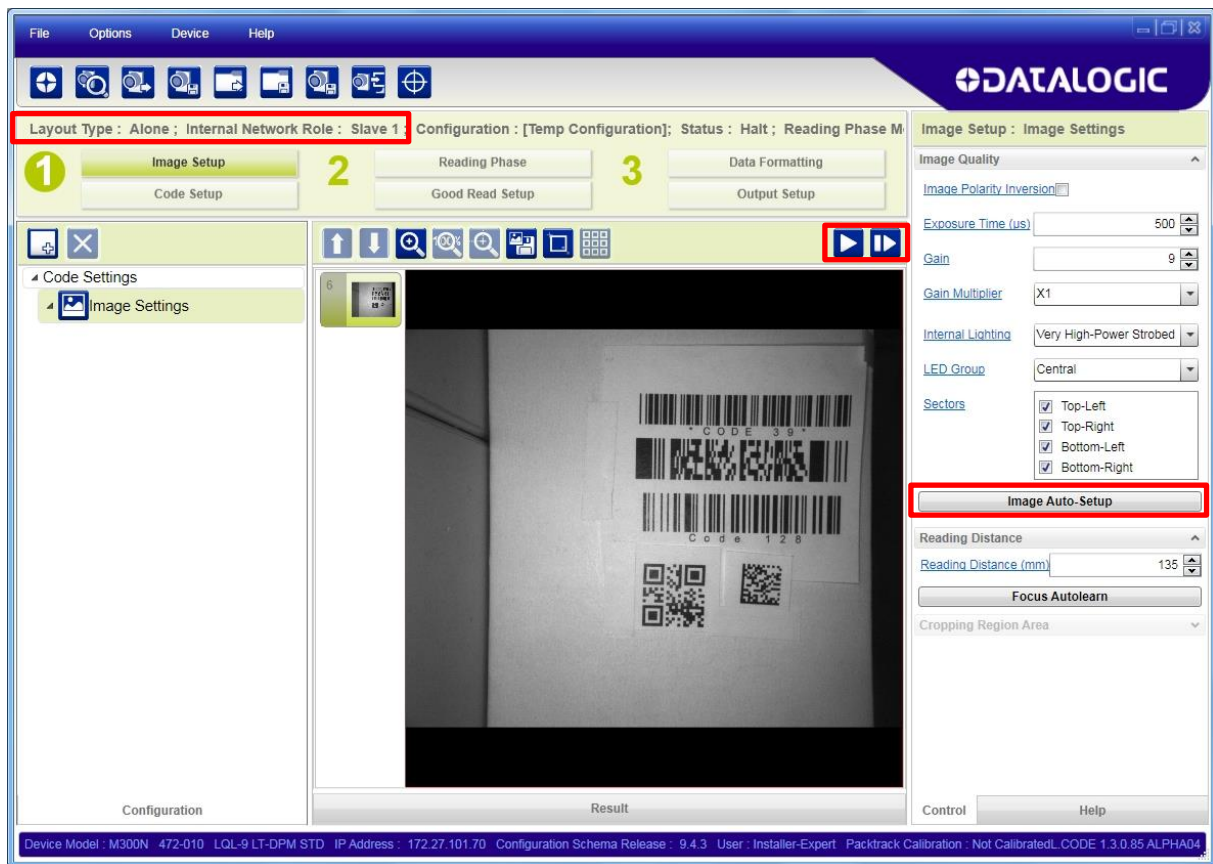 File Options Device Help
DATALOGIC
Layout Type : Alone ; Internal Network Role : Slave 1 ; Configuration : [Temp Configuration]; Status : Halt ; Reading Phase M
1 Image Setup 2 Reading Phase 3 Data Formatting
Code Setup Good Read Setup Output Setup
Code Settings
Image Settings
6
* C O D E 3 9 *
C o d e 1 2 8
Configuration
Result
Image Setup : Image Settings
Image Quality
Image Polarity Inversion
Exposure Time (us) 500
Gain 9
Gain Multiplier X1
Internal Lighting Very High-Power Strobed
LED Group Central
Sectors Top-Left
Top-Right
Bottom-Left
Bottom-Right
Image Auto-Setup
Reading Distance
Reading Distance (mm) 135
Focus Autolearn
Cropping Region Area
Control Help
Device Model : M300N 472-010 LQL-9 LT-DPM STD IP Address : 172.27.101.70 Configuration Schema Release : 9.4.3 User : Installer-Expert Packtrack Calibration : Not CalibratedL.CODE 1.3.0.85 ALPHA04